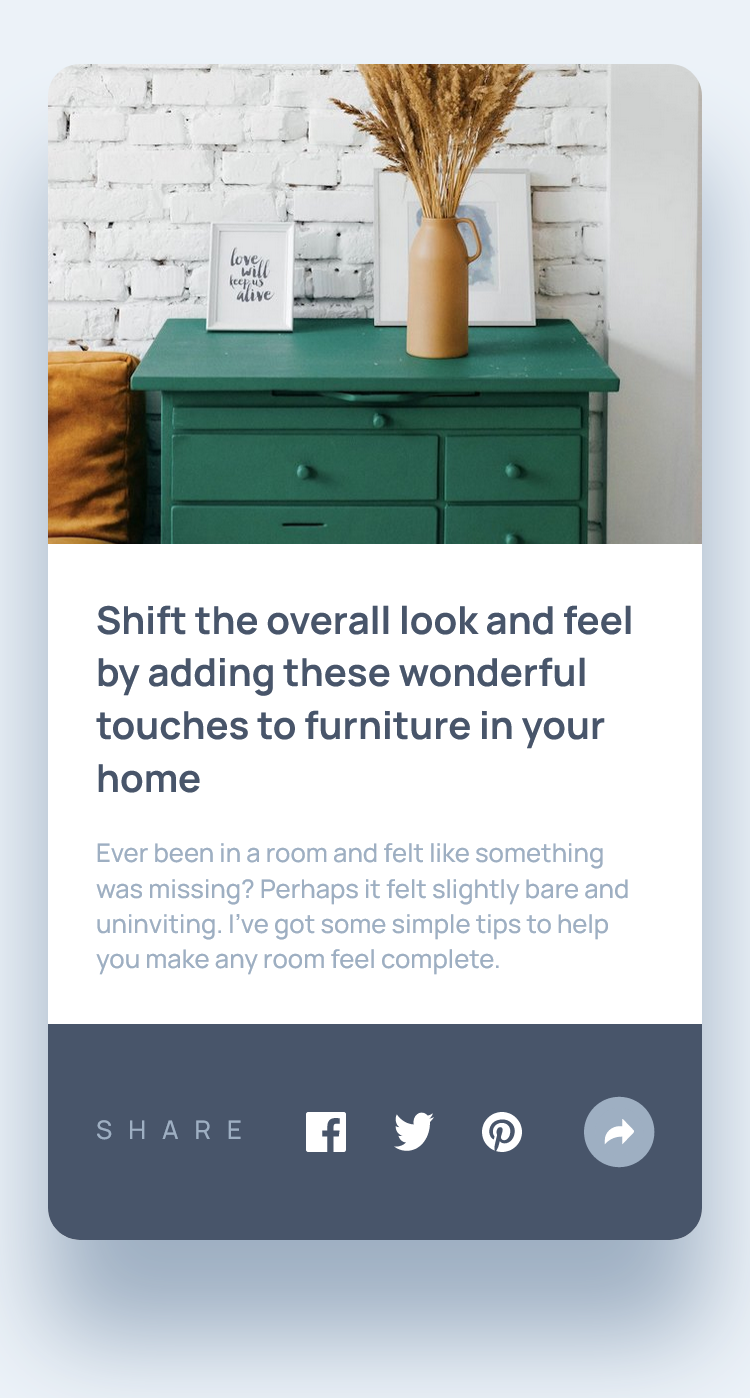 love
will
keep us
alive
Shift the overall look and feel
by adding these wonderful
touches to furniture in your
home
Ever been in a room and felt like something
was missing? Perhaps it felt slightly bare and
uninviting. I’ve got some simple tips to help
you make any room feel complete.
SHARE